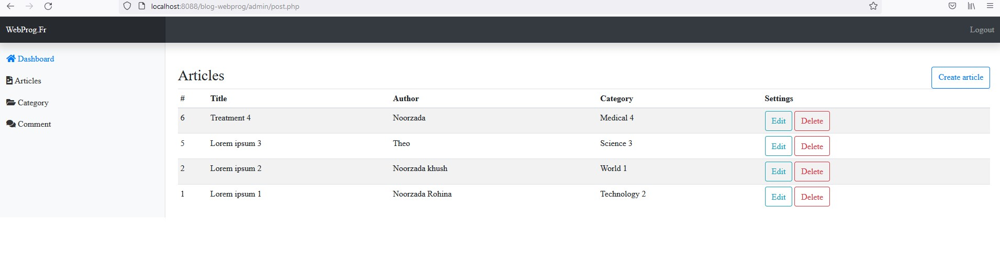 localhost:8088/blog-webprog/admin/post.php
WebProg.Fr Logout
Dashboard
Articles
Category
Comment
Articles Create article
# Title Author Category Settings
6 Treatment 4 Noorzada Medical 4 Edit Delete
5 Lorem ipsum 3 Theo Science 3 Edit Delete
2 Lorem ipsum 2 Noorzada khush World 1 Edit Delete
1 Lorem ipsum 1 Noorzada Rohina Technology 2 Edit Delete